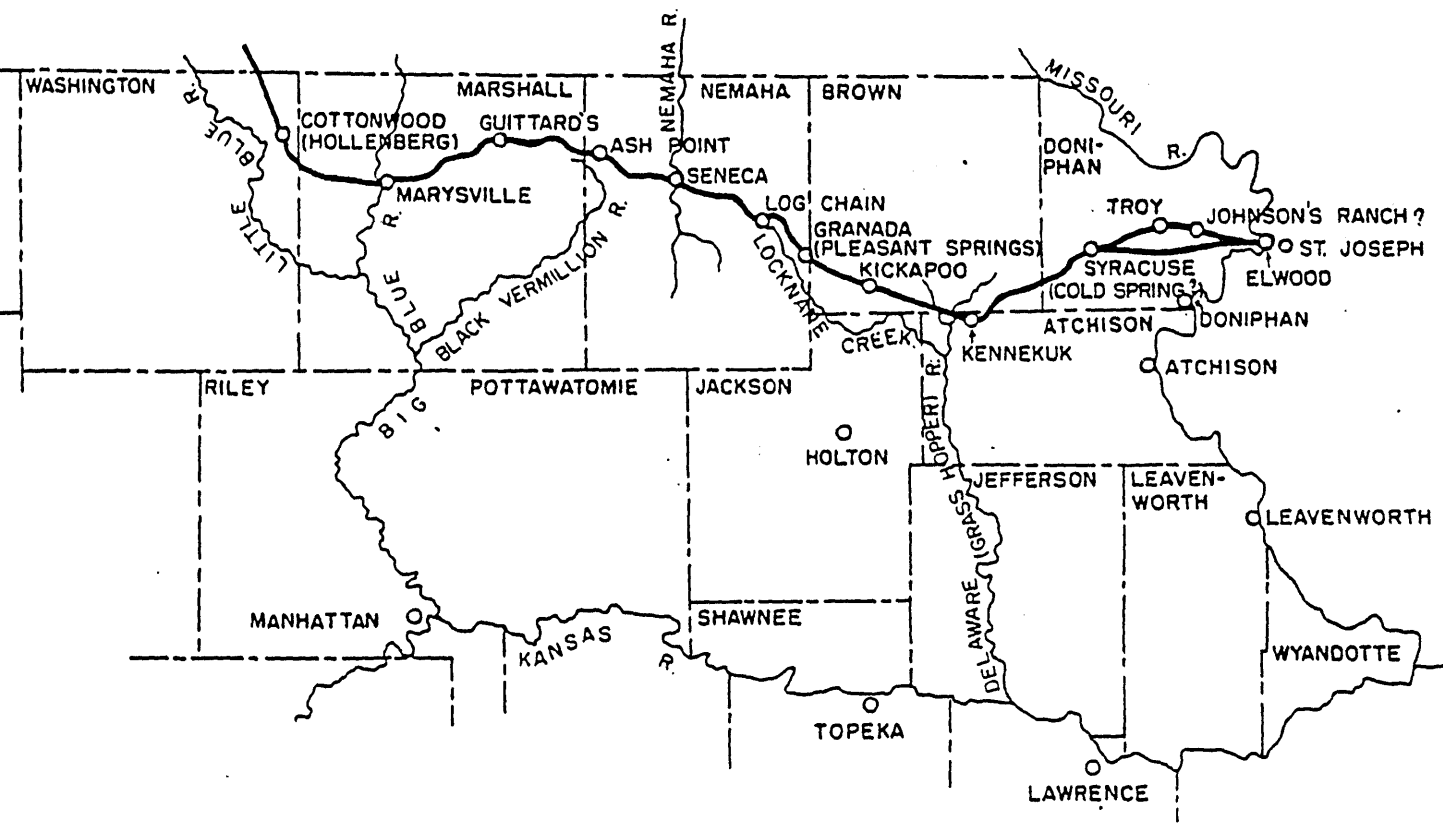 WASHINGTON
MARSHALL
NEMAHA
BROWN
NEMAHA R.
MISSOURI R.
DONI-
PHAN
LITTLE BLUE R.
COTTONWOOD
(HOLLENBERG)
GUITTARD'S
ASH POINT
MARYSVILLE
SENECA
LOG CHAIN
GRANADA
(PLEASANT SPRINGS)
KICKAPOO
TROY
JOHNSON'S RANCH ?
ST. JOSEPH
ELWOOD
SYRACUSE
(COLD SPRING ?)
DONIPHAN
KENNEKUK
ATCHISON
ATCHISON
BIG BLUE R.
BLACK VERMILLION R.
LOCKNANE CREEK
RILEY
POTTAWATOMIE
JACKSON
HOLTON
DELAWARE (GRASSHOPPER) R.
JEFFERSON
LEAVEN-
WORTH
LEAVENWORTH
MANHATTAN
KANSAS R.
SHAWNEE
WYANDOTTE
TOPEKA
LAWRENCE